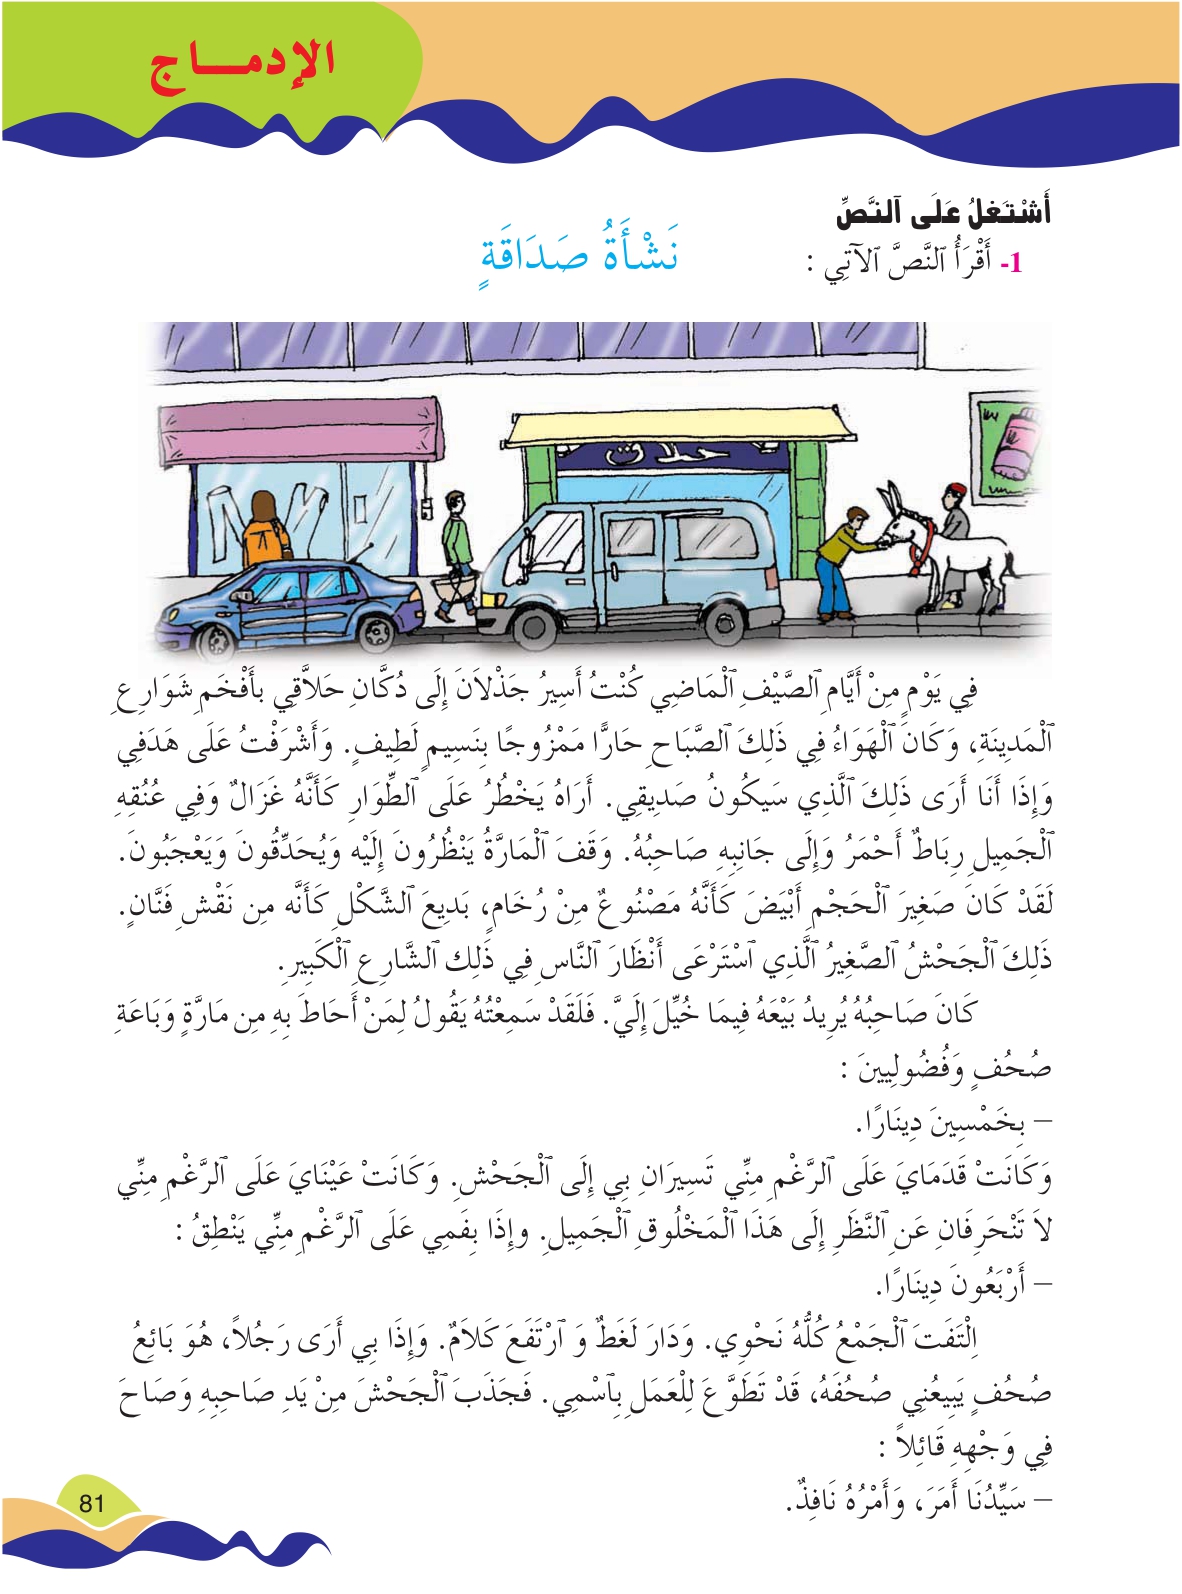 الإدمـــاج
أَشْتَغِلُ عَلَى ٱلنَّصِّ
1- أَقْرَأُ ٱلنَّصَّ ٱلآتِي :
نَشْأَةُ صَدَاقَةٍ
حلاق
فِي يَوْمٍ مِنْ أَيَّامِ ٱلصَّيْفِ ٱلْمَاضِي كُنْتُ أَسِيرُ جَذْلاَنَ إِلَى دُكَّانِ حَلاَّقِي بأَفْخَمِ شَوَارِعِ
ٱلْمَدِينَةِ، وَكَانَ ٱلْهَوَاءُ فِي ذَلِكَ ٱلصَّبَاحِ حَارًّا مَمْزُوجًا بِنَسِيمٍ لَطِيفٍ. وَأَشْرَفْتُ عَلَى هَدَفِي
وَإِذَا أَنَا أَرَى ذَلِكَ ٱلَّذِي سَيَكُونُ صَدِيقِي. أَرَاهُ يَخْطُرُ عَلَى ٱلطِّوَارِ كَأَنَّهُ غَزَالٌ وَفِي عُنُقِهِ
ٱلْجَمِيلِ رِبَاطٌ أَحْمَرُ وَإِلَى جَانِبِهِ صَاحِبُهُ. وَقَفَ ٱلْمَارَّةُ يَنْظُرُونَ إِلَيْه وَيُحَدِّقُونَ وَيَعْجَبُونَ.
لَقَدْ كَانَ صَغِيرَ ٱلْحَجْمِ أَبْيَضَ كَأَنَّهُ مَصْنُوعٌ مِنْ رُخَامٍ، بَدِيعَ ٱلشَّكْلِ كَأَنَّه مِن نَقْشِ فَنَّانٍ.
ذَلِكَ ٱلْجَحْشُ ٱلصَّغِيرُ ٱلَّذِي ٱسْتَرْعَى أَنْظَارَ ٱلنَّاسِ فِي ذَلِكَ ٱلشَّارِعِ ٱلْكَبِيرِ.
كَانَ صَاحِبُهُ يُرِيدُ بَيْعَهُ فِيمَا خُيِّلَ إِلَيَّ. فَلَقَدْ سَمِعْتُهُ يَقُولُ لِمَنْ أَحَاطَ بِهِ مِن مَارَّةٍ وَبَاعَةِ
صُحُفٍ وَفُضُولِيينَ :
– بِخَمْسِينَ دِينَارًا.
وَكَانَتْ قَدَمَايَ عَلَى ٱلرَّغْمِ مِنِّي تَسِيرَانِ بِي إِلَى ٱلْجَحْشِ. وَكَانَتْ عَيْنَايَ عَلَى ٱلرَّغْمِ مِنِّي
لاَ تَنْحَرِفَانِ عَنِ ٱلنَّظَرِ إِلَى هَذَا ٱلْمَخْلُوقِ ٱلْجَمِيلِ. وإِذَا بِفَمِي عَلَى ٱلرَّغْمِ مِنِّي يَنْطِقُ :
– أَرْبَعُونَ دِينَارًا.
اِلْتَفَتَ ٱلْجَمْعُ كُلُّهُ نَحْوِي. وَدَارَ لَغَطٌ وَ ٱرْتَفَعَ كَلاَمٌ. وَإِذَا بِي أَرَى رَجُلاً، هُوَ بَائِعُ
صُحُفٍ يَبِيعُنِي صُحُفَهُ، قَدْ تَطَوَّعَ لِلْعَمَلِ بِٱسْمِي. فَجَذَبَ ٱلْجَحْشَ مِنْ يَدِ صَاحِبِهِ وَصَاحَ
فِي وَجْهِهِ قَائِلاً :
– سَيِّدُنَا أَمَرَ، وَأَمْرُهُ نَافِذٌ.
81